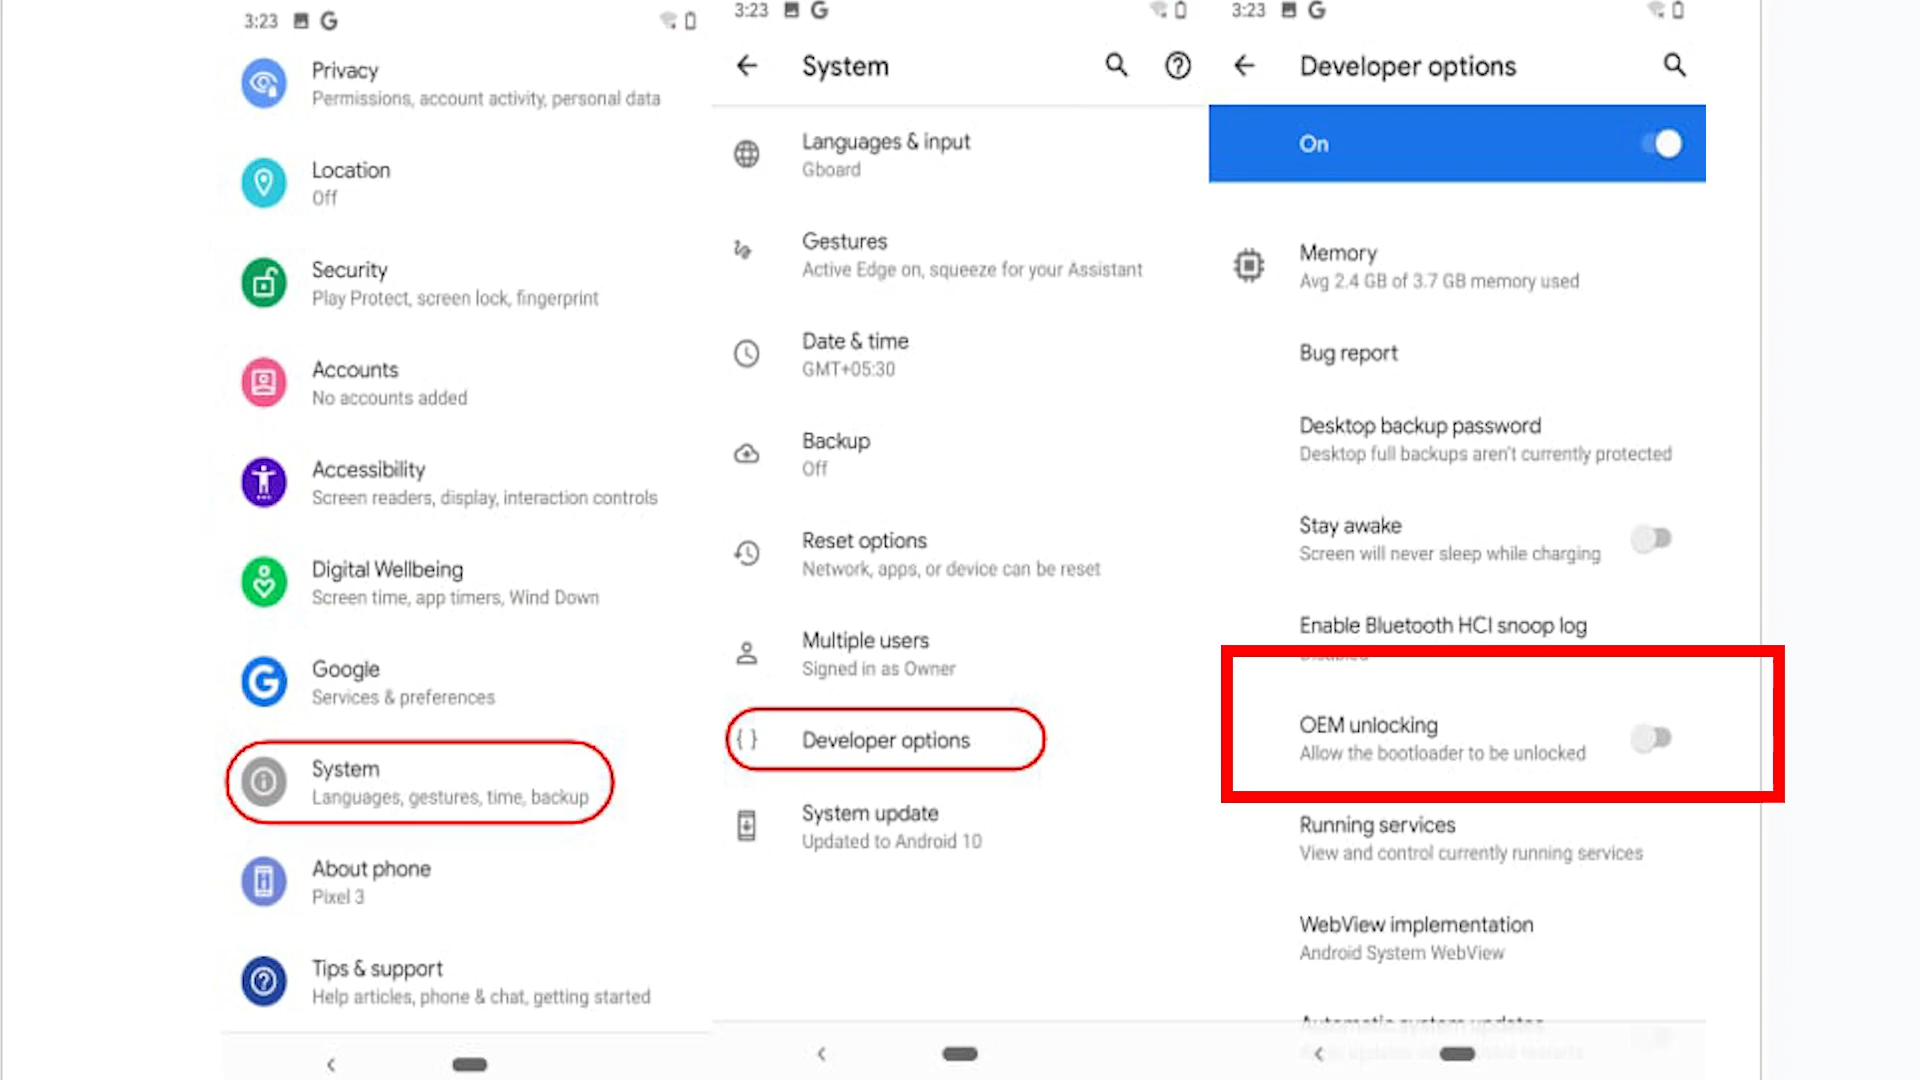 3:23
Privacy
Permissions, account activity, personal data
Location
Off
Security
Play Protect, screen lock, fingerprint
Accounts
No accounts added
Accessibility
Screen readers, display, interaction controls
Digital Wellbeing
Screen time, app timers, Wind Down
Google
Services & preferences
System
Languages, gestures, time, backup
About phone
Pixel 3
Tips & support
Help articles, phone & chat, getting started
3:23
System
Languages & input
Gboard
Gestures
Active Edge on, squeeze for your Assistant
Date & time
GMT+05:30
Backup
Off
Reset options
Network, apps, or device can be reset
Multiple users
Signed in as Owner
Developer options
System update
Updated to Android 10
3:23
Developer options
On
Memory
Avg 2.4 GB of 3.7 GB memory used
Bug report
Desktop backup password
Desktop full backups aren't currently protected
Stay awake
Screen will never sleep while charging
Enable Bluetooth HCI snoop log
Disabled
OEM unlocking
Allow the bootloader to be unlocked
Running services
View and control currently running services
WebView implementation
Android System WebView
Automatic system updates